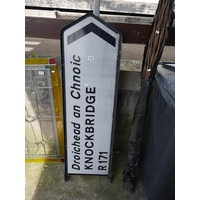 Droichead an Chnoic
KNOCKBRIDGE
R171